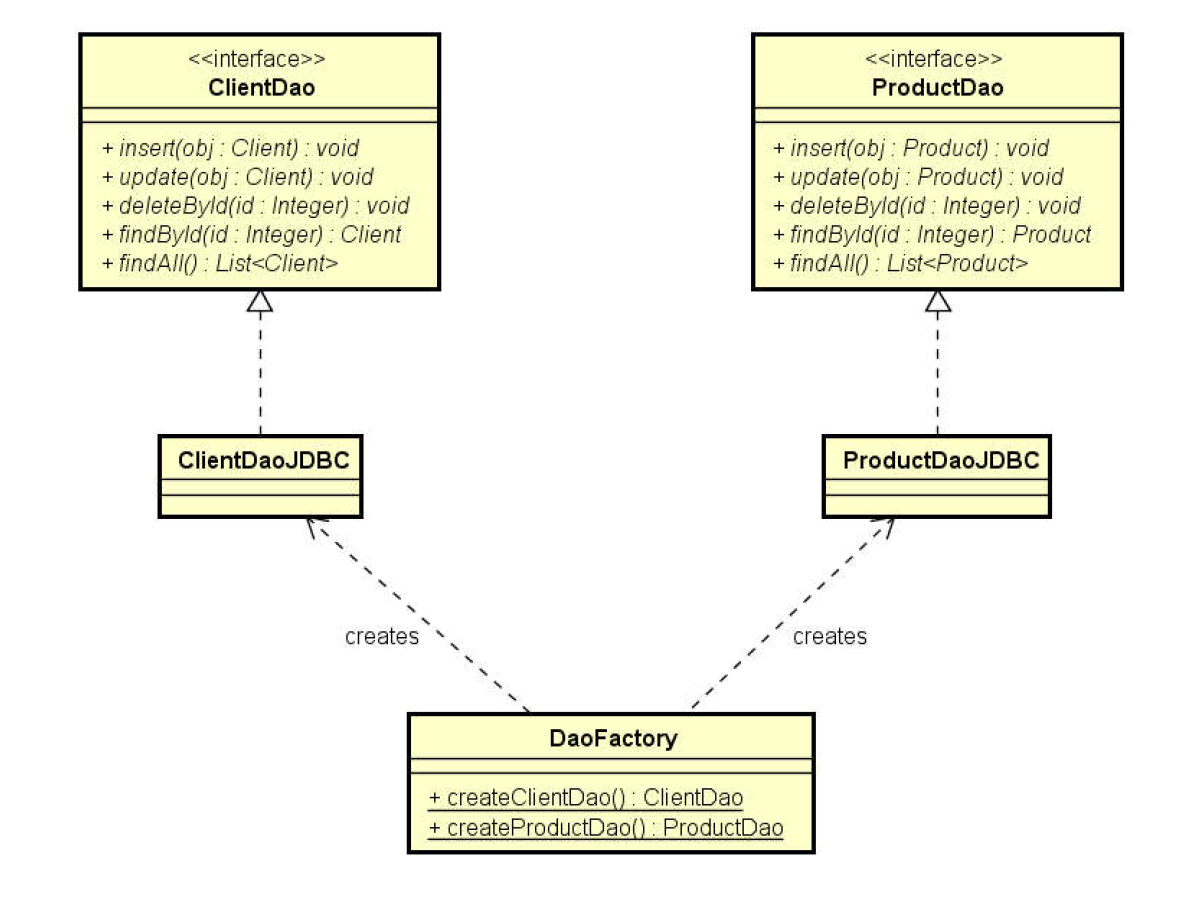 <<interface>>
ClientDao
+ insert(obj : Client) : void
+ update(obj : Client) : void
+ deleteById(id : Integer) : void
+ findById(id : Integer) : Client
+ findAll() : List<Client>
<<interface>>
ProductDao
+ insert(obj : Product) : void
+ update(obj : Product) : void
+ deleteById(id : Integer) : void
+ findById(id : Integer) : Product
+ findAll() : List<Product>
ClientDaoJDBC
ProductDaoJDBC
creates
creates
DaoFactory
+ createClientDao() : ClientDao
+ createProductDao() : ProductDao